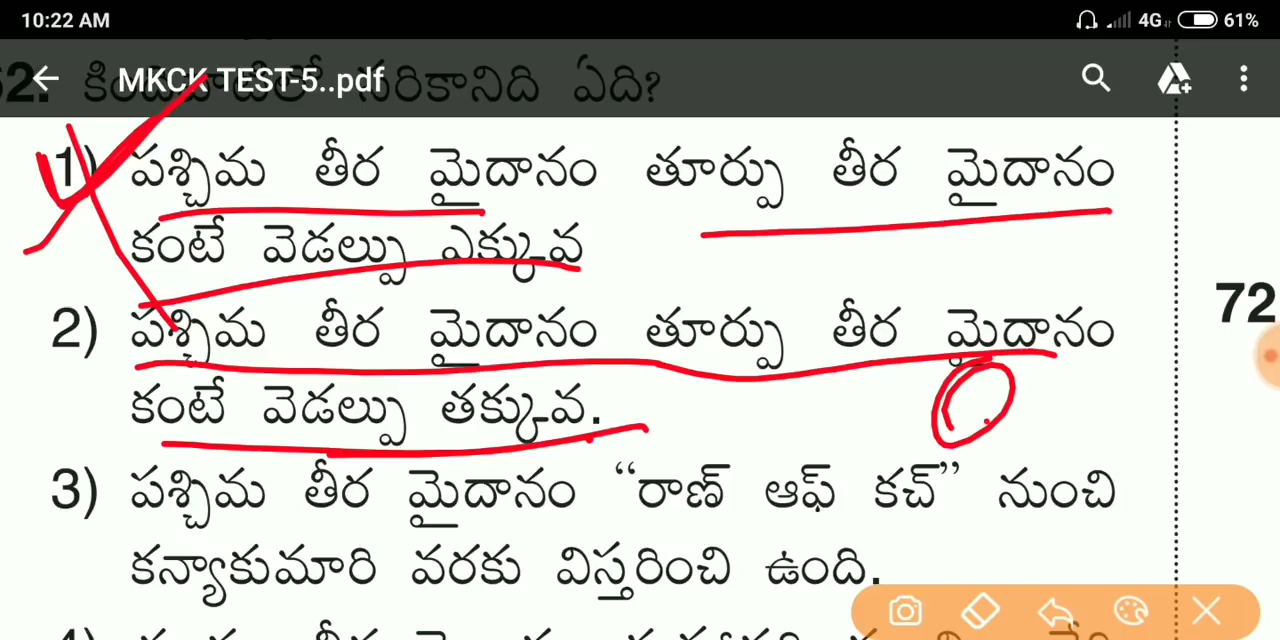 10:22 AM 4G 61%
MKCK TEST-5..pdf
62. కిందివాటిలో సరికానిది ఏది?
1) పశ్చిమ తీర మైదానం తూర్పు తీర మైదానం
కంటే వెడల్పు ఎక్కువ
2) పశ్చిమ తీర మైదానం తూర్పు తీర మైదానం
కంటే వెడల్పు తక్కువ.
72
3) పశ్చిమ తీర మైదానం “రాణ్ ఆఫ్ కచ్” నుంచి
కన్యాకుమారి వరకు విస్తరించి ఉంది.